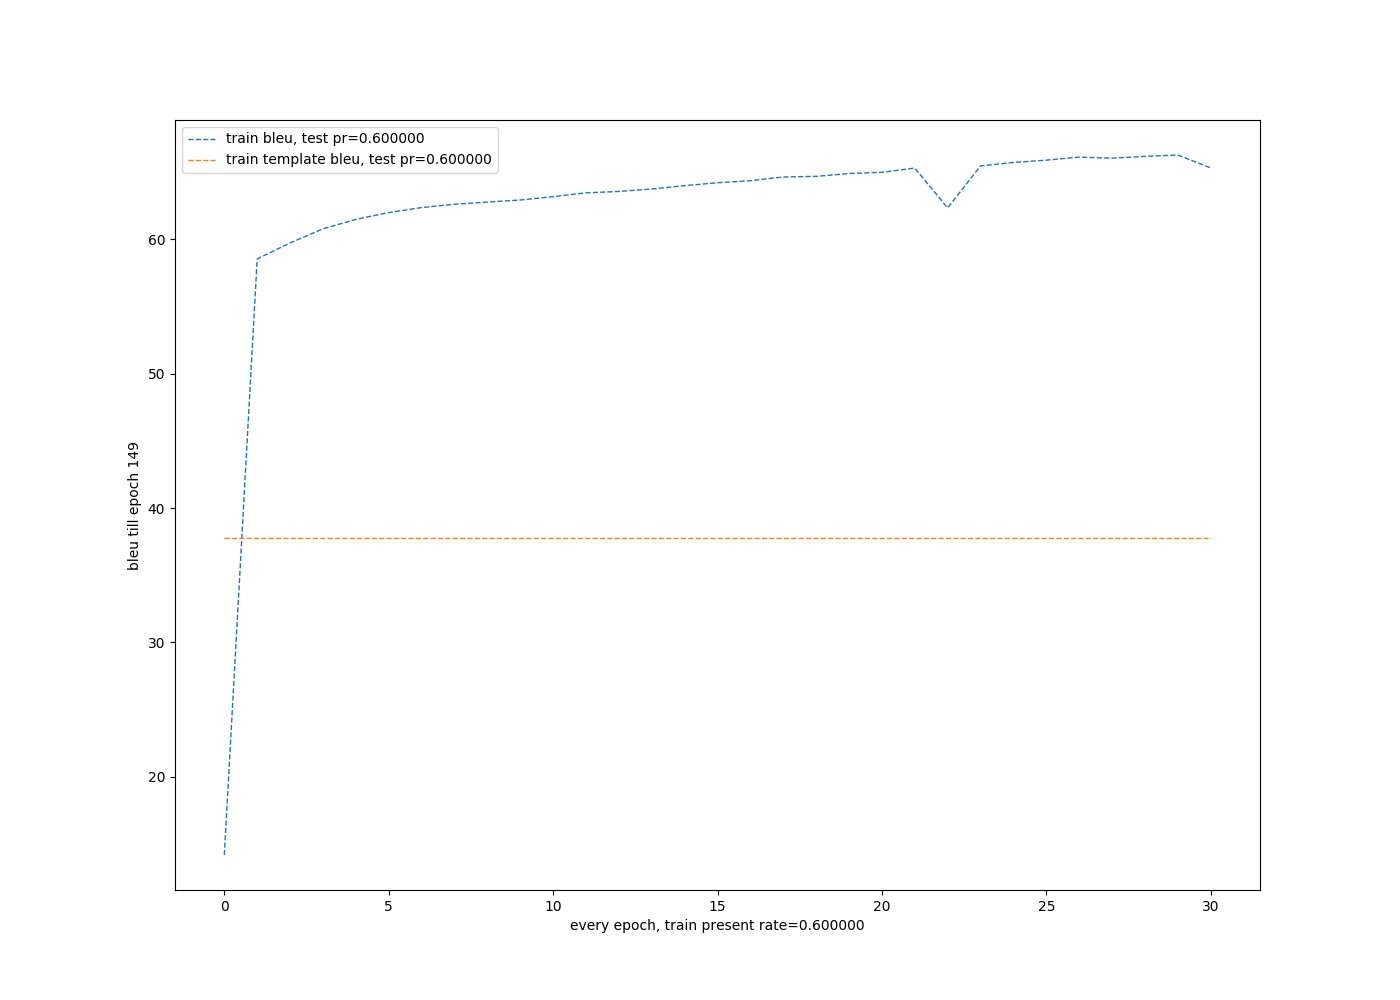 train bleu, test pr=0.600000
train template bleu, test pr=0.600000
60
50
40
30
20
bleu till epoch 149
0 5 10 15 20 25 30
every epoch, train present rate=0.600000